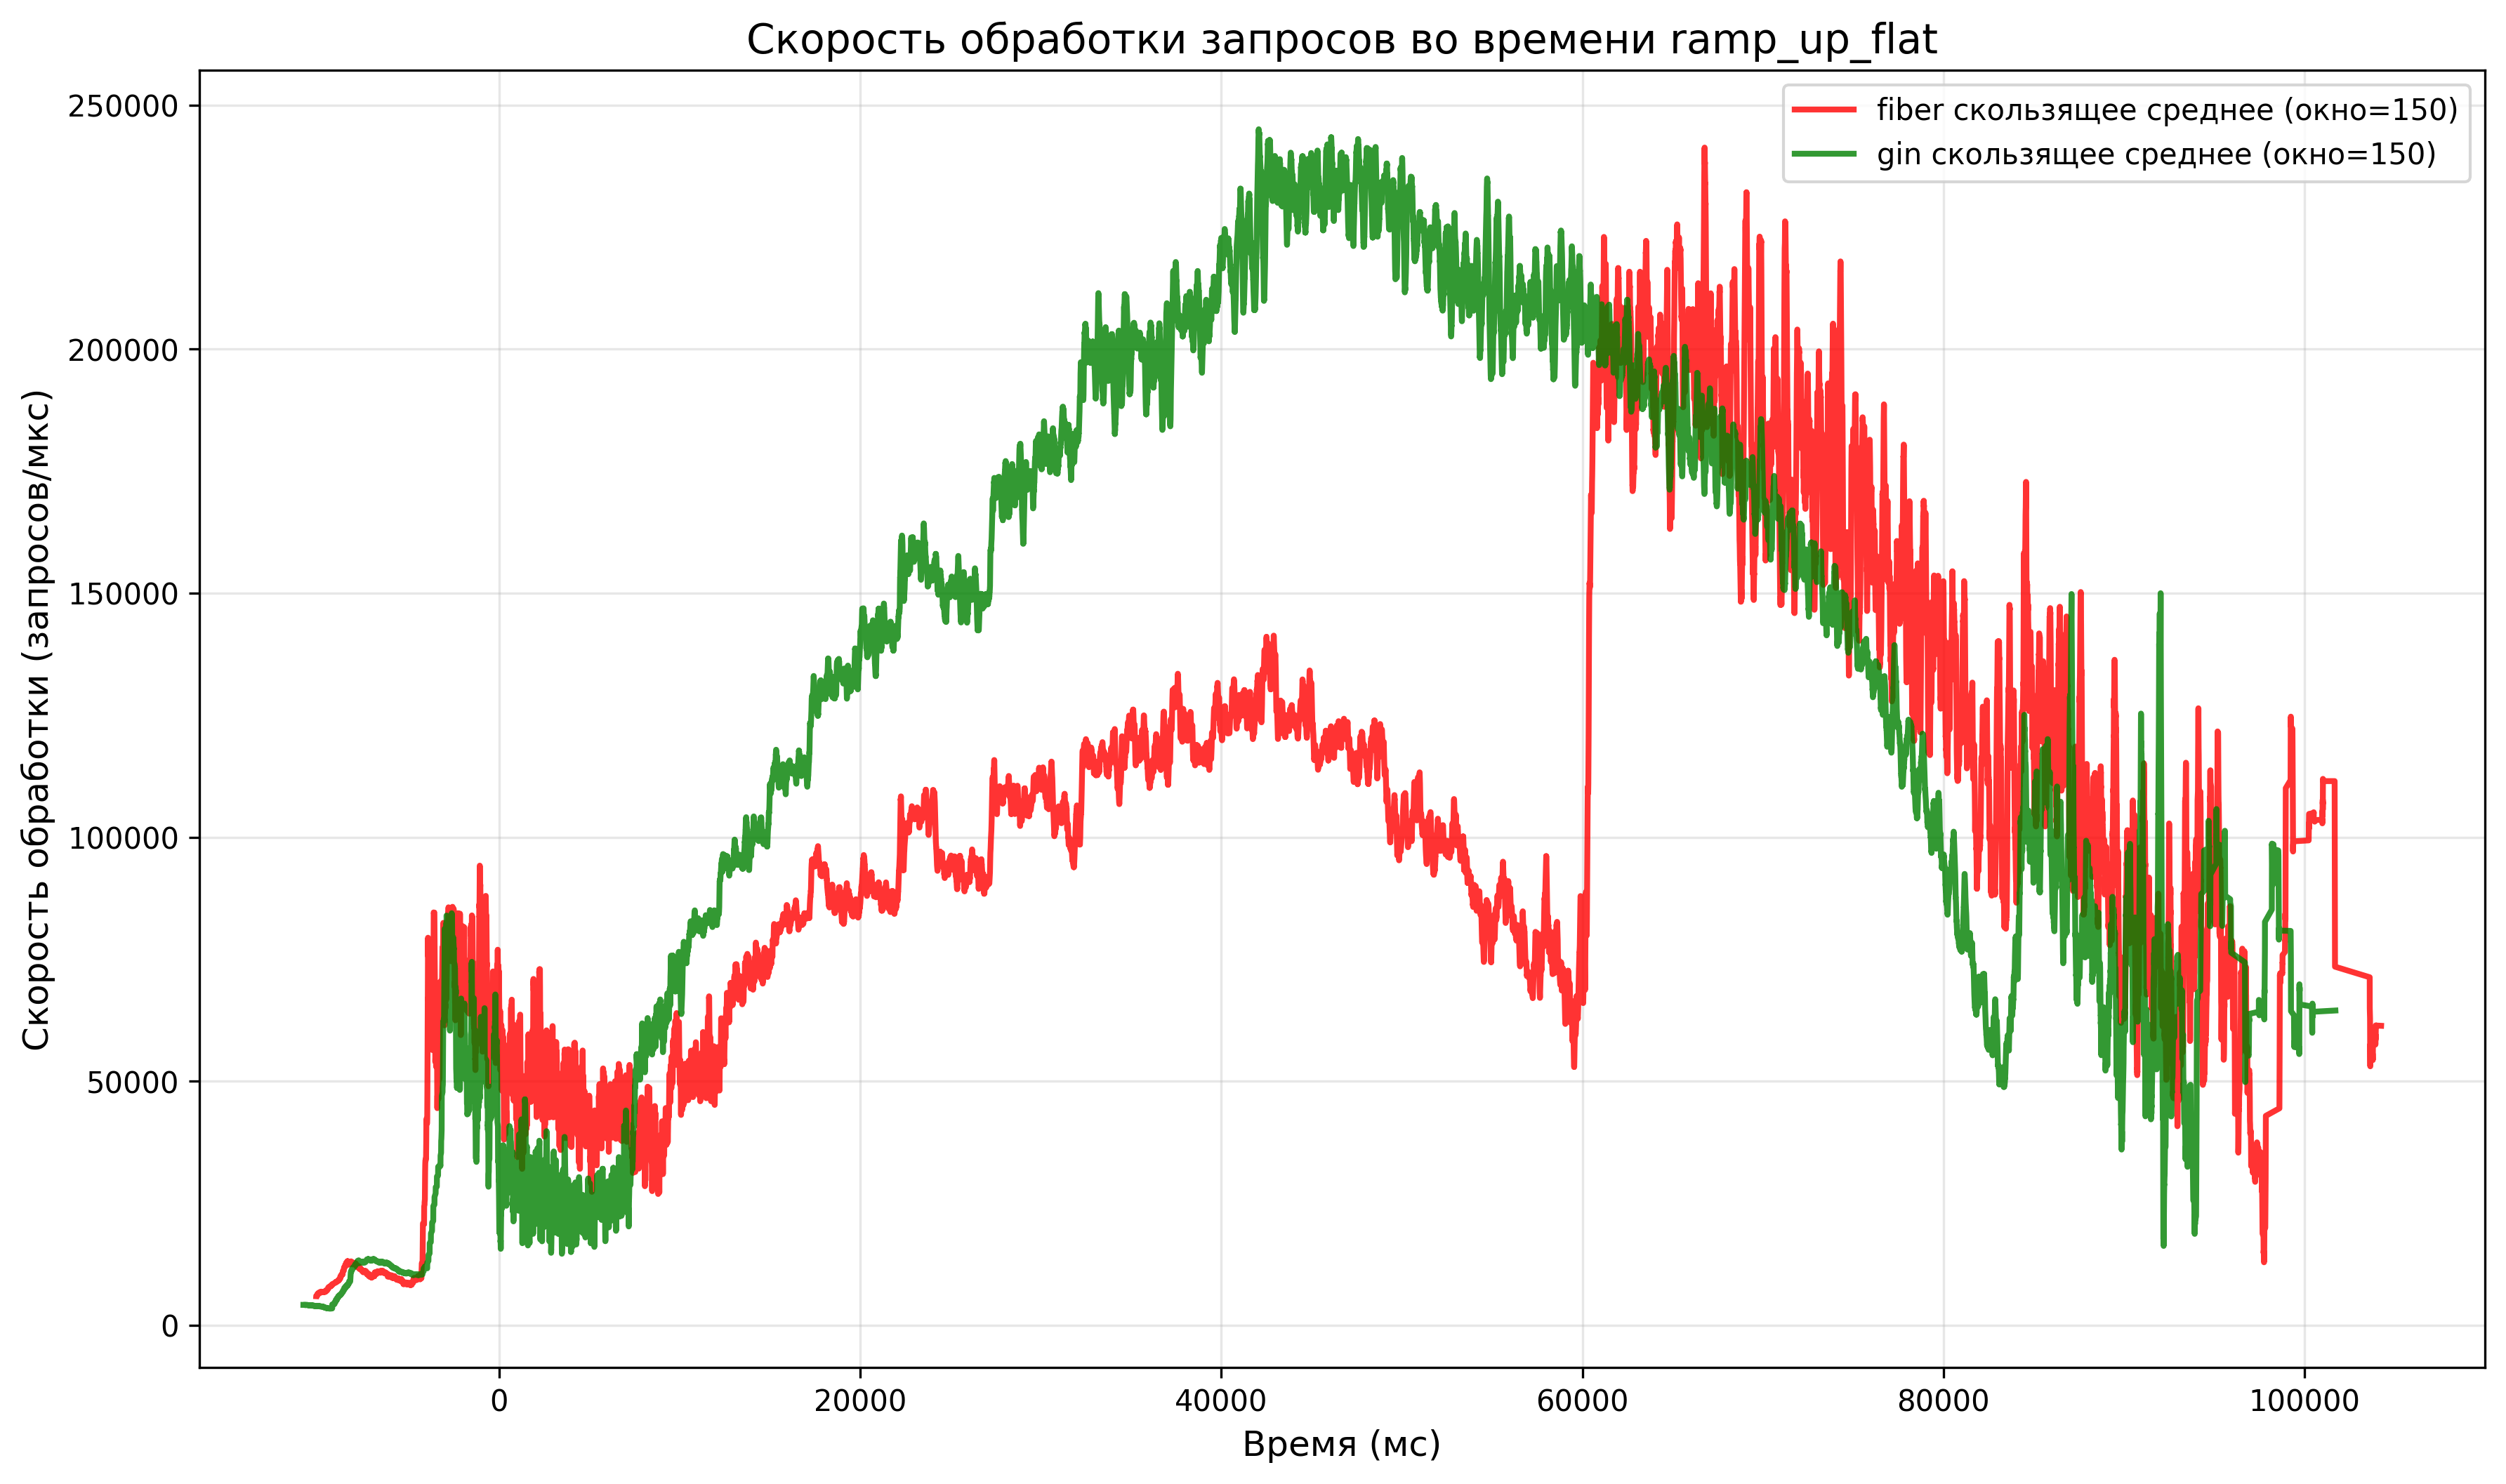 Скорость обработки запросов во времени ramp_up_flat
fiber скользящее среднее (окно=150)
gin скользящее среднее (окно=150)
Скорость обработки (запросов/мкс)
250000
200000
150000
100000
50000
0
0
20000
40000
60000
80000
100000
Время (мс)